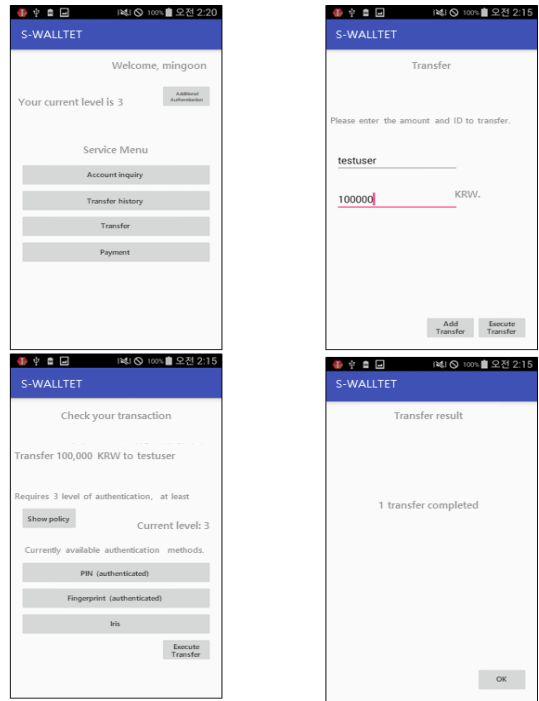 100% 오전 2:20
S-WALLTET
Welcome, mingoon
Your current level is 3
Additional
Authentication
Service Menu
Account inquiry
Transfer history
Transfer
Payment
100% 오전 2:15
S-WALLTET
Transfer
Please enter the amount and ID to transfer.
testuser
100000
KRW.
Add
Transfer
Execute
Transfer
100% 오전 2:15
S-WALLTET
Check your transaction
Transfer 100,000 KRW to testuser
Requires 3 level of authentication, at least
Show policy
Current level: 3
Currently available authentication methods.
PIN (authenticated)
Fingerprint (authenticated)
Iris
Execute
Transfer
100% 오전 2:15
S-WALLTET
Transfer result
1 transfer completed
OK